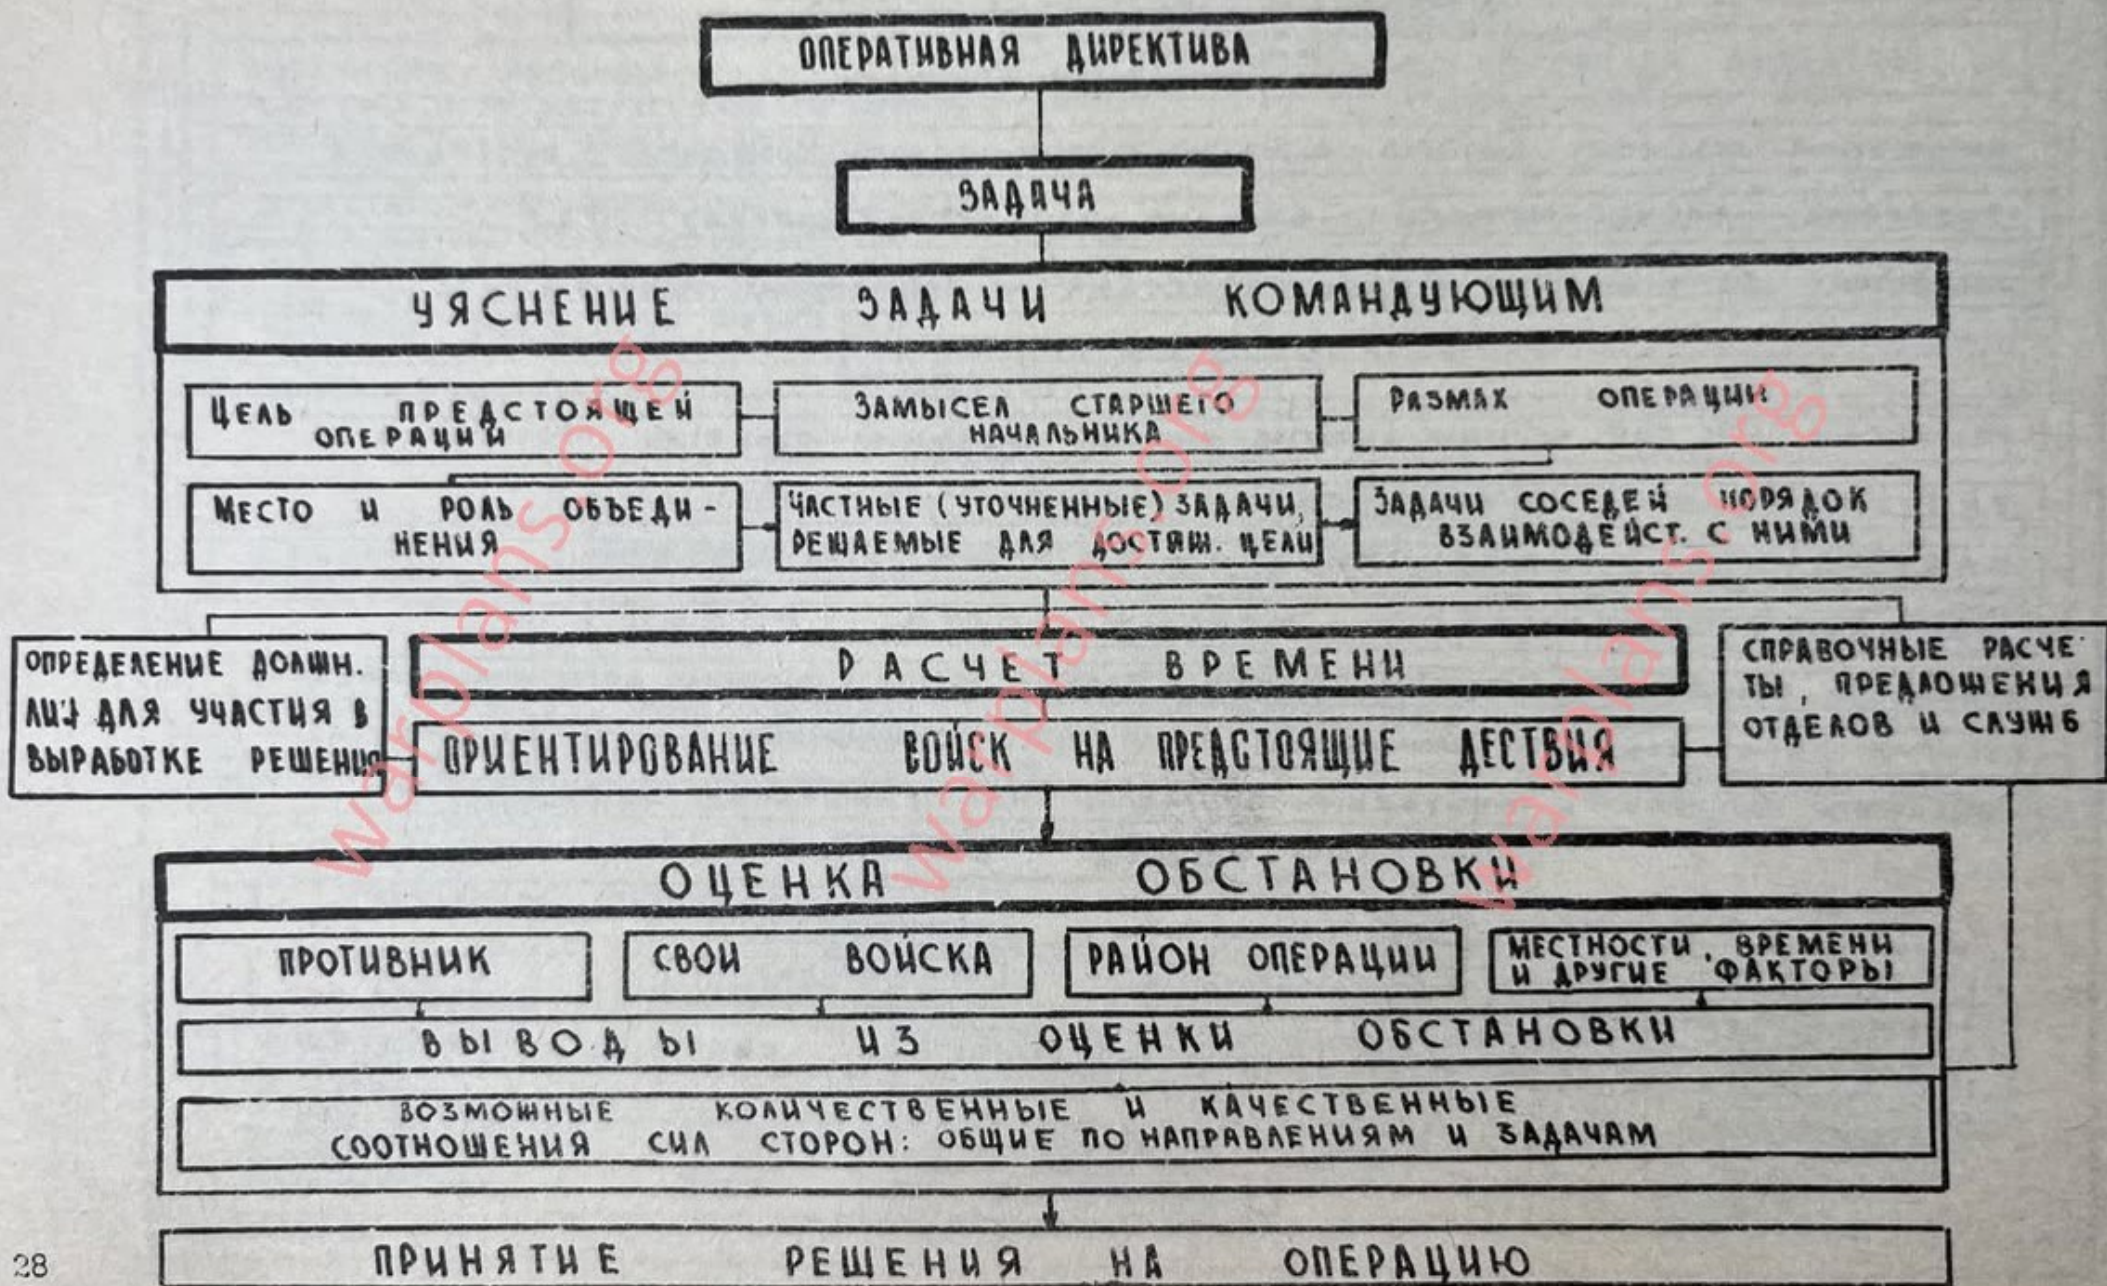 ОПЕРАТИВНАЯ ДИРЕКТИВА
ЗАДАЧА
УЯСНЕНИЕ ЗАДАЧИ КОМАНДУЮЩИМ
ЦЕЛЬ ПРЕДСТОЯЩЕЙ
ОПЕРАЦИИ
ЗАМЫСЕЛ СТАРШЕГО
НАЧАЛЬНИКА
РАЗМАХ ОПЕРАЦИИ
МЕСТО И РОЛЬ ОБЪЕДИ-
НЕНИЯ
ЧАСТНЫЕ (УТОЧНЕННЫЕ) ЗАДАЧИ,
РЕШАЕМЫЕ ДЛЯ ДОСТИЖ. ЦЕЛИ
ЗАДАЧИ СОСЕДЕЙ ПОРЯДОК
ВЗАИМОДЕЙСТ. С НИМИ
ОПРЕДЕЛЕНИЕ ДОЛЖН.
ЛИЦ ДЛЯ УЧАСТИЯ В
ВЫРАБОТКЕ РЕШЕНИЯ
РАСЧЕТ ВРЕМЕНИ
ОРИЕНТИРОВАНИЕ ВОЙСК НА ПРЕДСТОЯЩИЕ ДЕСТВИЯ
СПРАВОЧНЫЕ РАСЧЕ-
ТЫ, ПРЕДЛОЖЕНИЯ
ОТДЕЛОВ И СЛУЖБ
ОЦЕНКА ОБСТАНОВКИ
ПРОТИВНИК
СВОИ ВОЙСКА
РАЙОН ОПЕРАЦИИ
МЕСТНОСТИ, ВРЕМЕНИ
И ДРУГИЕ ФАКТОРЫ
ВЫВОДЫ ИЗ ОЦЕНКИ ОБСТАНОВКИ
ВОЗМОЖНЫЕ КОЛИЧЕСТВЕННЫЕ И КАЧЕСТВЕННЫЕ
СООТНОШЕНИЯ СИЛ СТОРОН: ОБЩИЕ ПО НАПРАВЛЕНИЯМ И ЗАДАЧАМ
ПРИНЯТИЕ РЕШЕНИЯ НА ОПЕРАЦИЮ
28
warplans.org
warplans.org
warplans.org